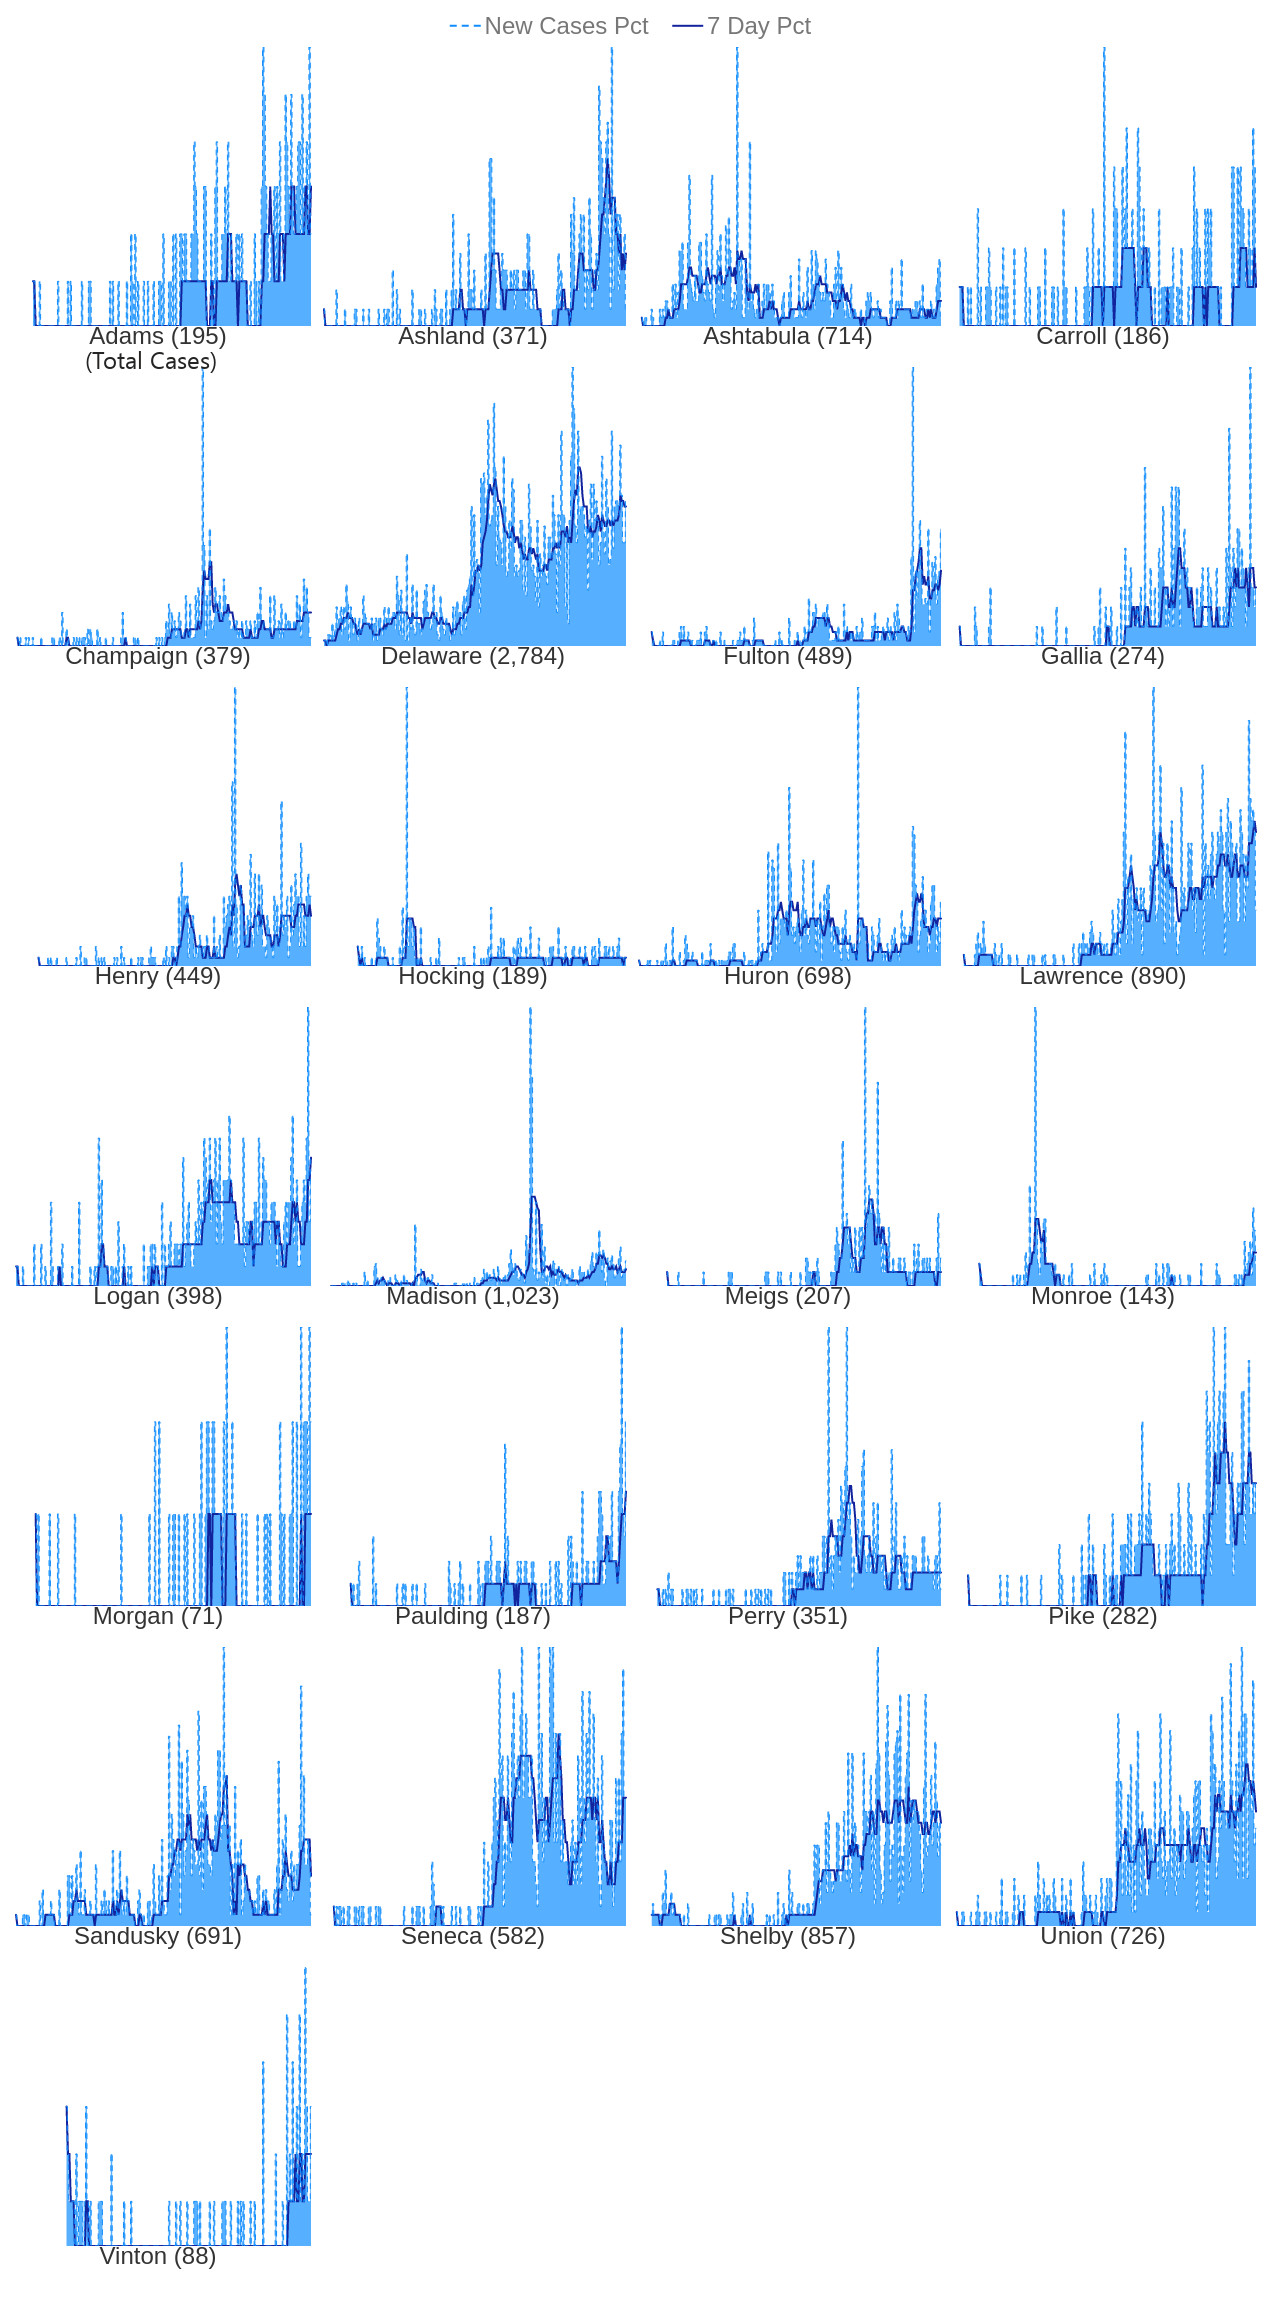 New Cases Pct 7 Day Pct
Adams (195) Ashland (371) Ashtabula (714) Carroll (186)
(Total Cases)
Champaign (379) Delaware (2,784) Fulton (489) Gallia (274)
Henry (449) Hocking (189) Huron (698) Lawrence (890)
Logan (398) Madison (1,023) Meigs (207) Monroe (143)
Morgan (71) Paulding (187) Perry (351) Pike (282)
Sandusky (691) Seneca (582) Shelby (857) Union (726)
Vinton (88)